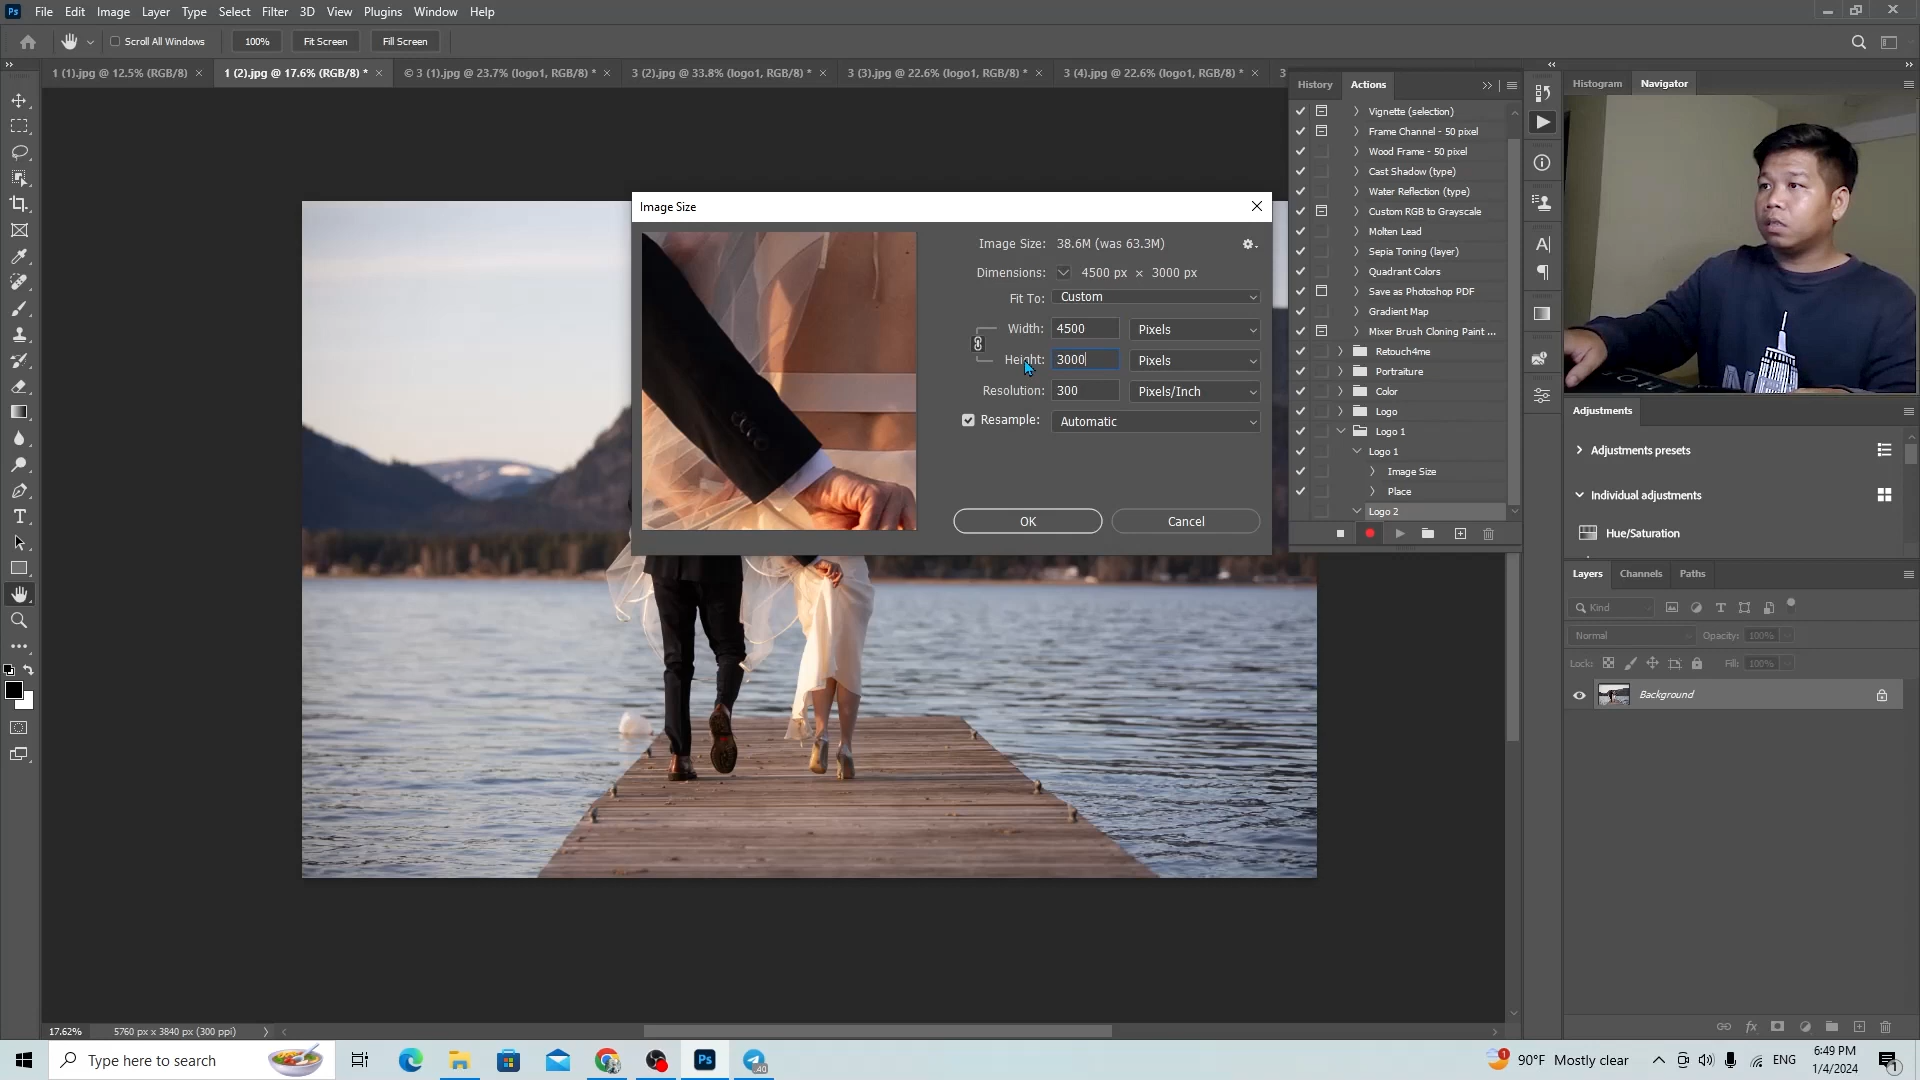 Ps File Edit Image Layer Type Select Filter 3D View Plugins Window Help
Scroll All Windows 100% Fit Screen Fill Screen
1 (1).jpg @ 12.5% (RGB/8) × 1 (2).jpg @ 17.6% (RGB/8) * × © 3 (1).jpg @ 23.7% (logo1, RGB/8) * × 3 (2).jpg @ 33.8% (logo1, RGB/8) * × 3 (3).jpg @ 22.6% (logo1, RGB/8) * × 3 (4).jpg @ 22.6% (logo1, RGB/8) * × 3
Image Size
Image Size: 38.6M (was 63.3M)
Dimensions: 4500 px × 3000 px
Fit To: Custom
Width: 4500 Pixels
Height: 3000 Pixels
Resolution: 300 Pixels/Inch
Resample: Automatic
OK Cancel
History Actions
Vignette (selection)
Frame Channel - 50 pixel
Wood Frame - 50 pixel
Cast Shadow (type)
Water Reflection (type)
Custom RGB to Grayscale
Molten Lead
Sepia Toning (layer)
Quadrant Colors
Save as Photoshop PDF
Gradient Map
Mixer Brush Cloning Paint ...
Retouch4me
Portraiture
Color
Logo
Logo 1
Logo 1
Image Size
Place
Logo 2
Histogram Navigator
Adjustments
Adjustments presets
Individual adjustments
Hue/Saturation
Layers Channels Paths
Kind
Normal Opacity: 100%
Lock: Fill: 100%
Background
17.62% 5760 px x 3840 px (300 ppi)
Type here to search
Ps
40
1 90°F Mostly clear
ENG
6:49 PM
1/4/2024
1